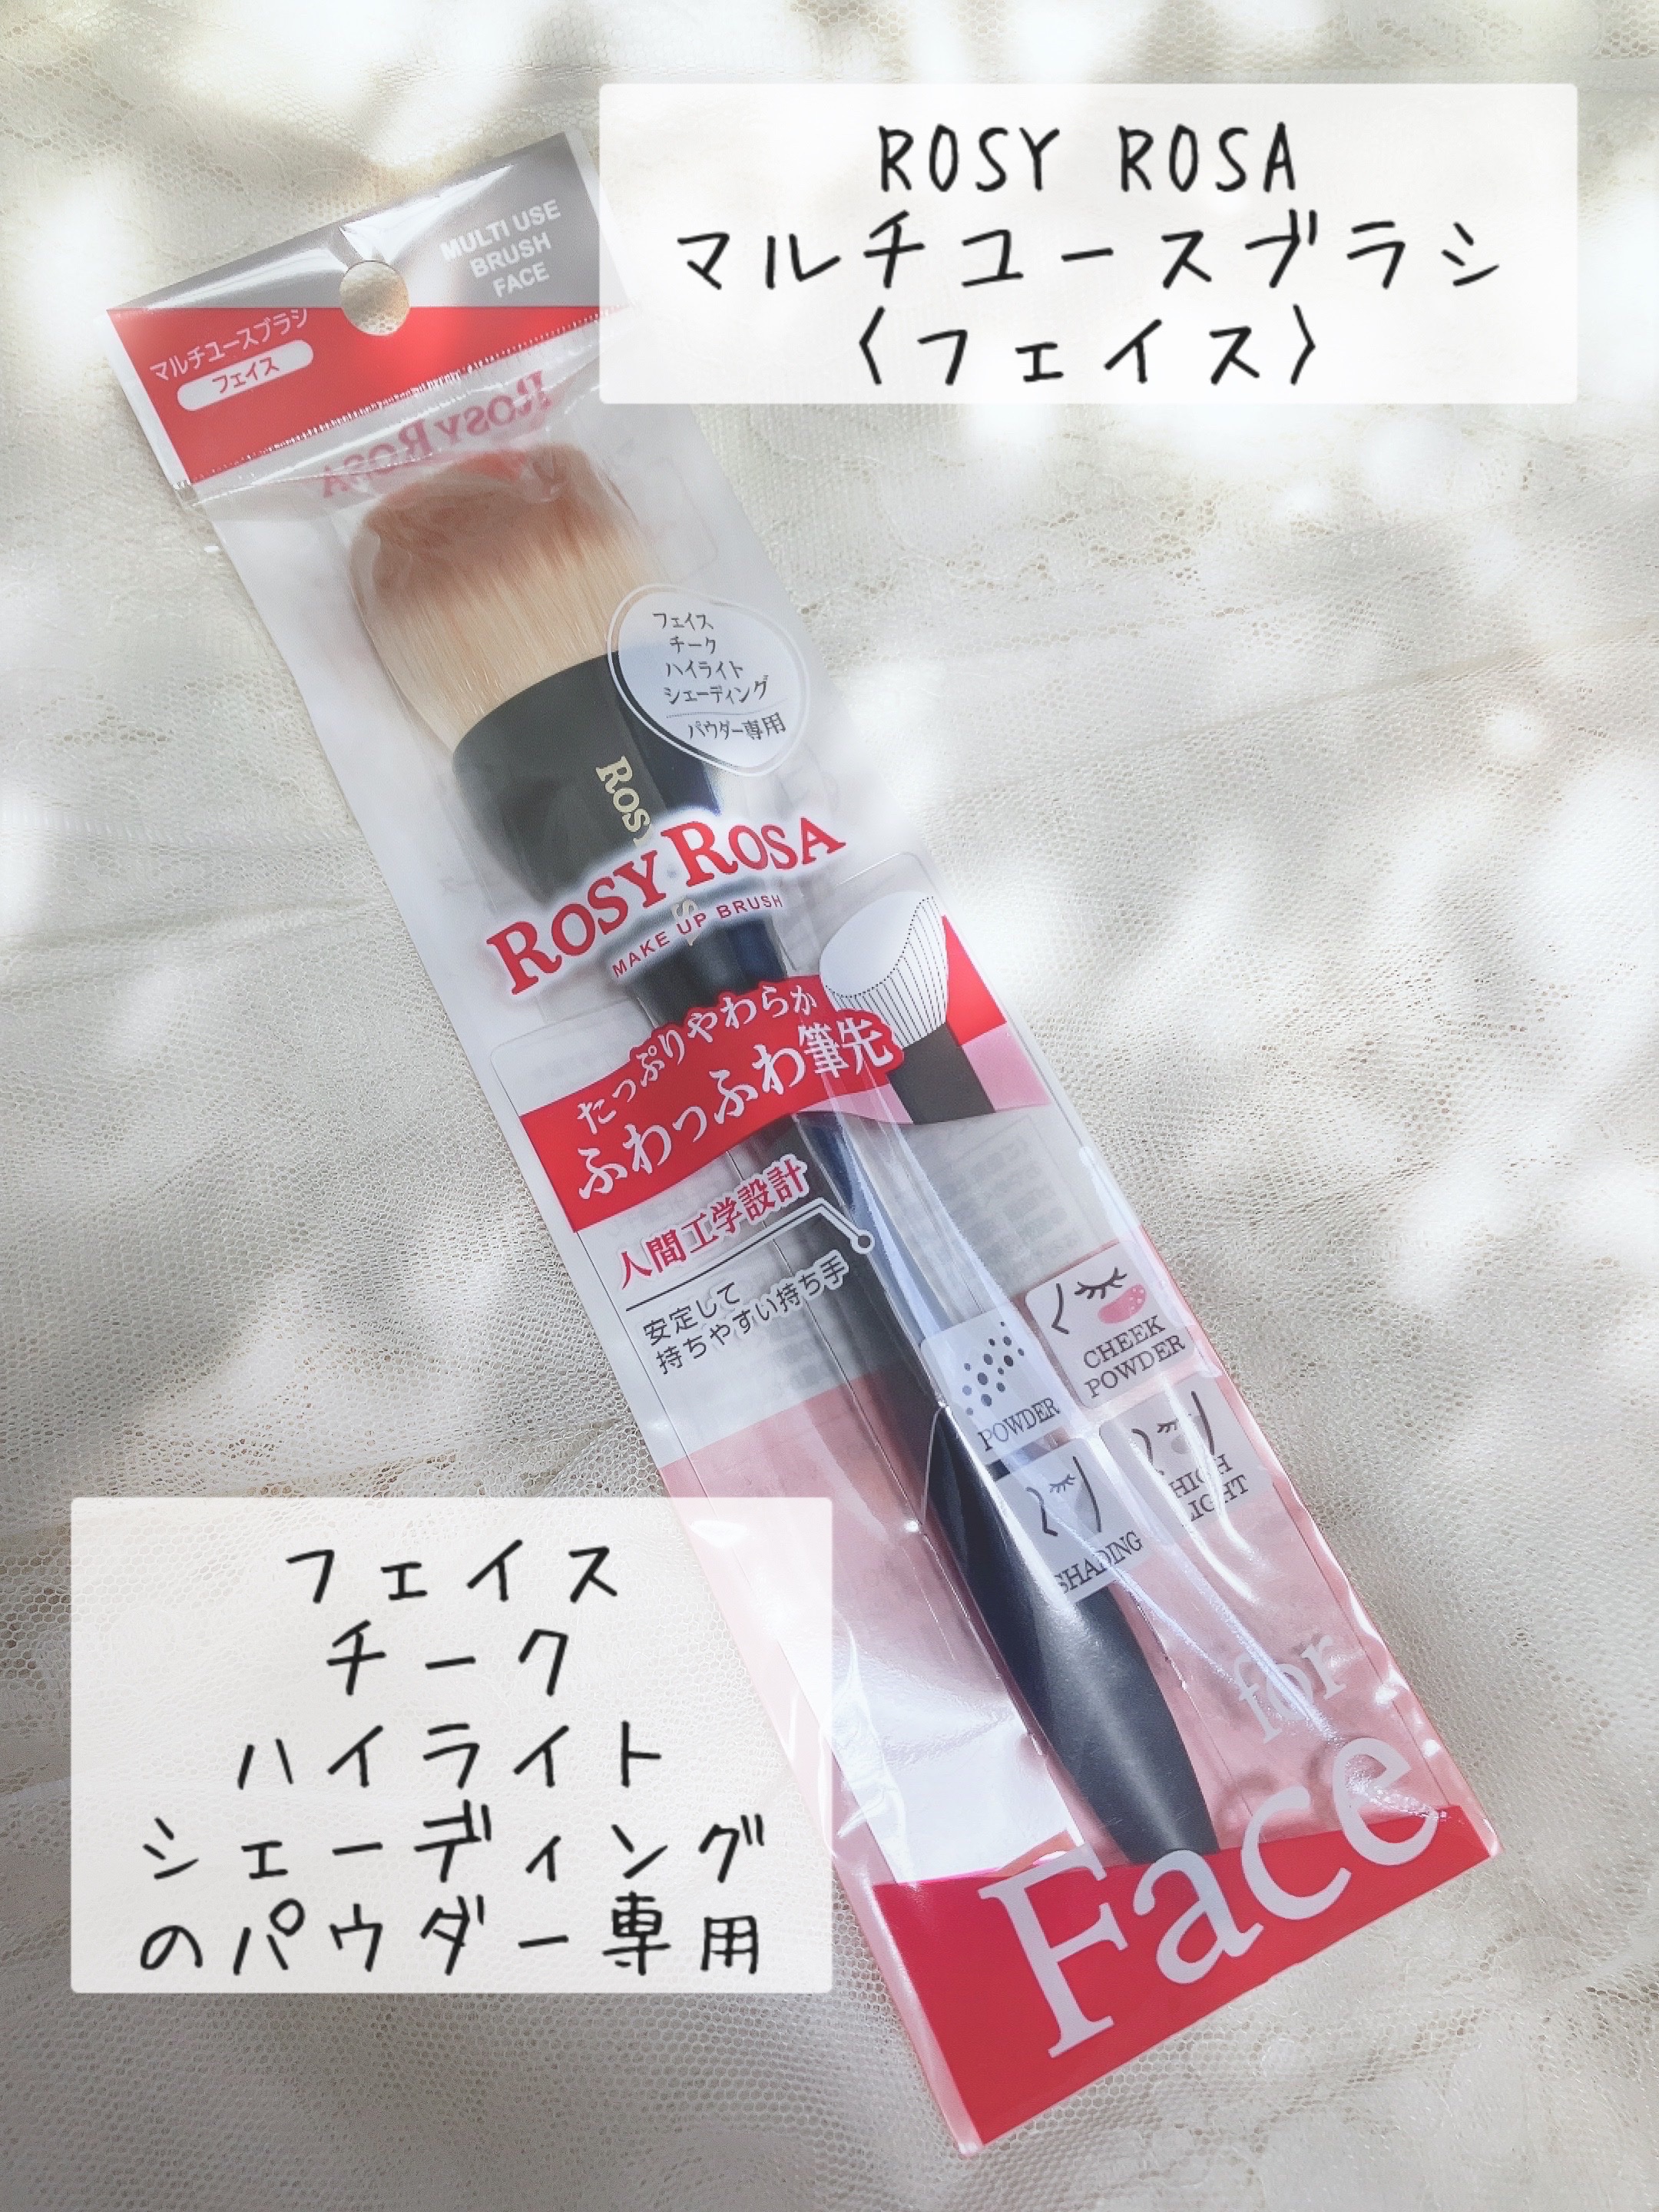 ROSY ROSA
マルチユースブラシ
〈フェイス〉
MULTI USE
BRUSH
FACE
マルチユースブラシ
フェイス
ROSY ROSA
フェイス
チーク
ハイライト
シェーディング
パウダー専用
ROSY ROSA
MAKE UP BRUSH
たっぷりやわらか
ふわっふわ筆先
人間工学設計
安定して
持ちやすい持ち手
CHEEK
POWDER
POWDER
HIGH
LIGHT
SHADING
for
Face
フェイス
チーク
ハイライト
シェーディング
のパウダー専用